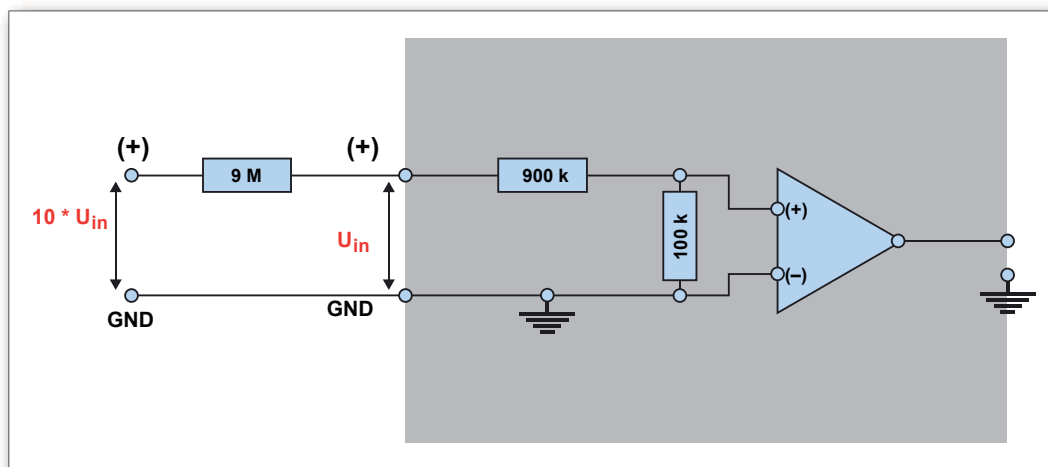 (+)
(+)
9 M
900 k
100 k
(+)
10 * Uin
Uin
(–)
GND
GND